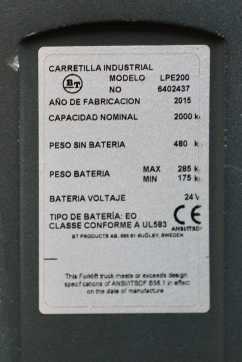 CARRETILLA INDUSTRIAL
BT MODELO LPE200
NO 6402437
AÑO DE FABRICACION 2015
CAPACIDAD NOMINAL 2000 k
PESO SIN BATERIA 480 k
PESO BATERIA MAX 285 k
MIN 175 k
BATERIA VOLTAJE 24 V
TIPO DE BATERÍA: EO
CLASSE CONFORME A UL583
CE
ANSI/ITSDF
BT PRODUCTS AB, MJÖLBY, SWEDEN
This Forklift truck meets or exceeds design
specifications of ANSI/ITSDF B56.1 in effect
on the date of manufacture